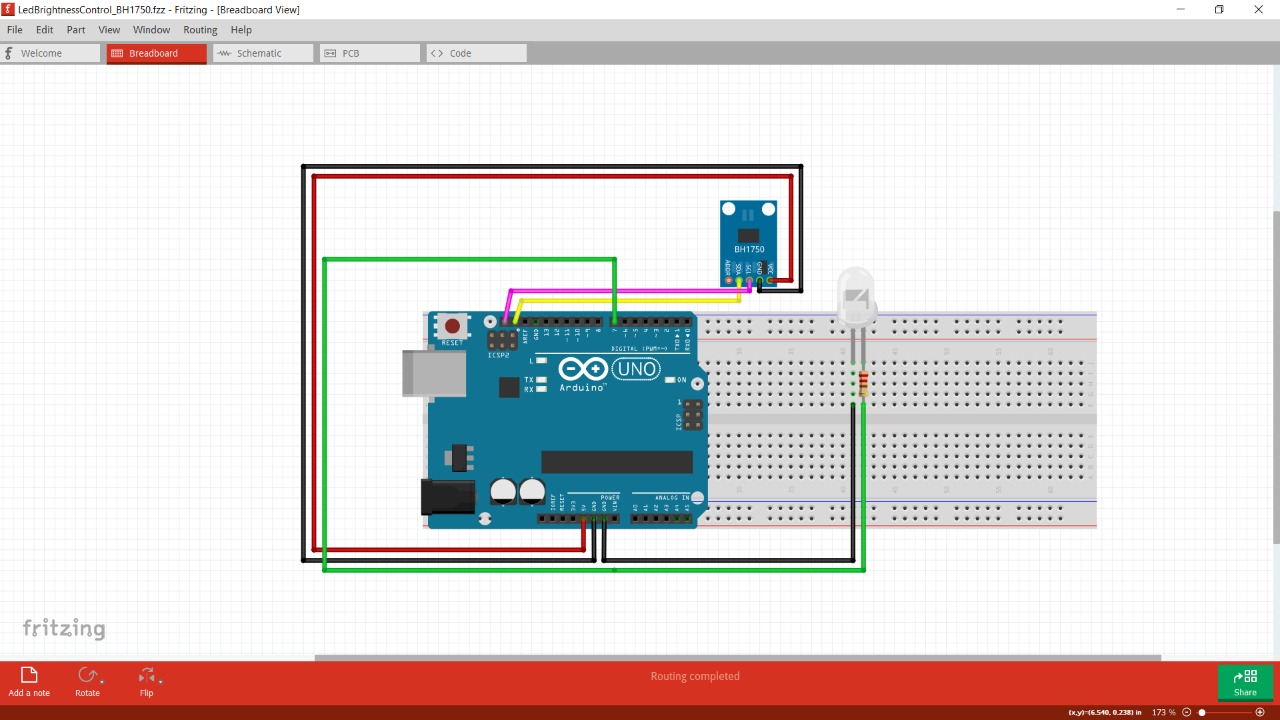 LedBrightnessControl_BH1750.fzz - Fritzing - [Breadboard View]
File Edit Part View Window Routing Help
Welcome Breadboard Schematic PCB Code
BH1750
ADDR SDA SCL GND VCC
RESET
ICSP2
AREF GND 13 12 ~11 ~10 ~9 8 7 ~6 ~5 4 ~3 2 TX0 1 RX0 0
DIGITAL (PWM=~)
L
TX
RX
Arduino™
UNO
ON
1
ICSP
POWER
ANALOG IN
IOREF RESET 3V3 5V GND GND VIN A0 A1 A2 A3 A4 A5
fritzing
Add a note Rotate Flip
Routing completed
Share
(x,y)=(6.540, 0.238) in 173 %